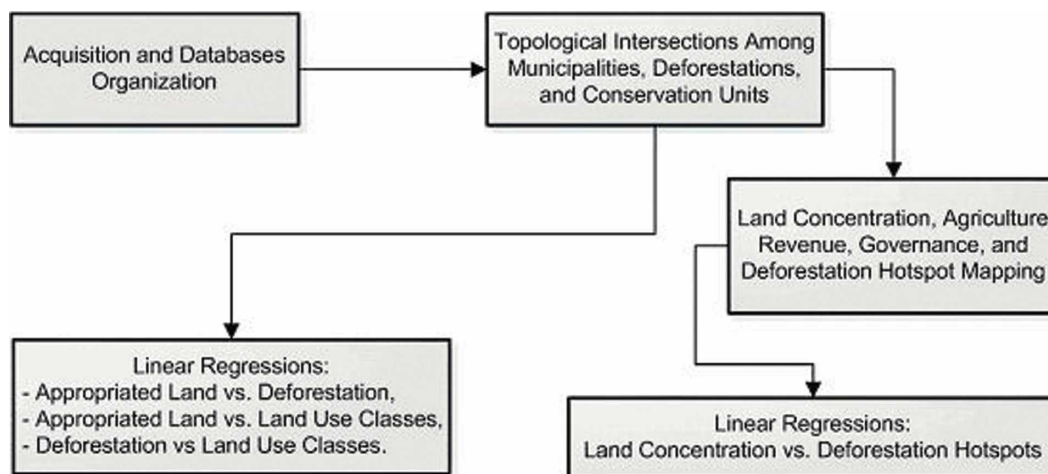 Acquisition and Databases
Organization
Topological Intersections Among
Municipalities, Deforestations,
and Conservation Units
Land Concentration, Agriculture
Revenue, Governance, and
Deforestation Hotspot Mapping
Linear Regressions:
- Appropriated Land vs. Deforestation,
- Appropriated Land vs. Land Use Classes,
- Deforestation vs Land Use Classes.
Linear Regressions:
Land Concentration vs. Deforestation Hotspots